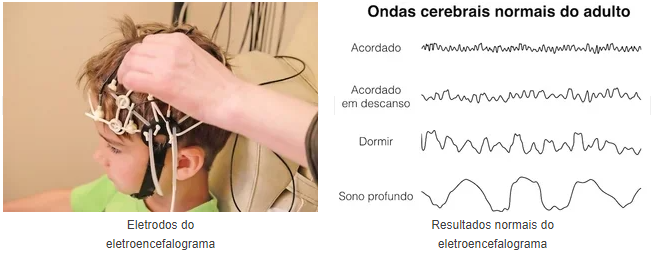 Ondas cerebrais normais do adulto
Acordado
Acordado
em descanso
Dormir
Sono profundo
Eletrodos do
eletroencefalograma
Resultados normais do
eletroencefalograma